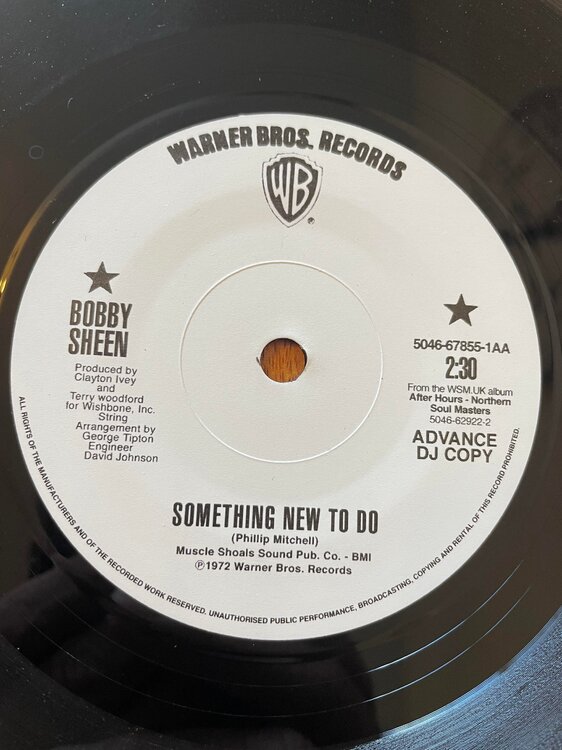 WARNER BROS. RECORDS
WB
®
BOBBY
SHEEN
Produced by
Clayton Ivey
and
Terry woodford
for Wishbone, Inc.
String
Arrangement by
George Tipton
Engineer
David Johnson
5046-67855-1AA
2:30
From the WSM.UK album
After Hours - Northern
Soul Masters
5046-62922-2
ADVANCE
DJ COPY
SOMETHING NEW TO DO
(Phillip Mitchell)
Muscle Shoals Sound Pub. Co. - BMI
℗1972 Warner Bros. Records
ALL RIGHTS OF THE MANUFACTURERS AND OF THE RECORDED WORK RESERVED. UNAUTHORISED PUBLIC PERFORMANCE, BROADCASTING, COPYING AND RENTAL OF THIS RECORD PROHIBITED.